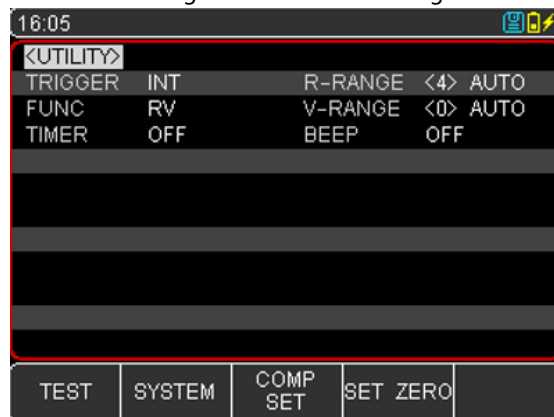 16:05
<UTILITY>
TRIGGER INT R-RANGE <4> AUTO
FUNC RV V-RANGE <0> AUTO
TIMER OFF BEEP OFF
TEST SYSTEM COMP SET SET ZERO